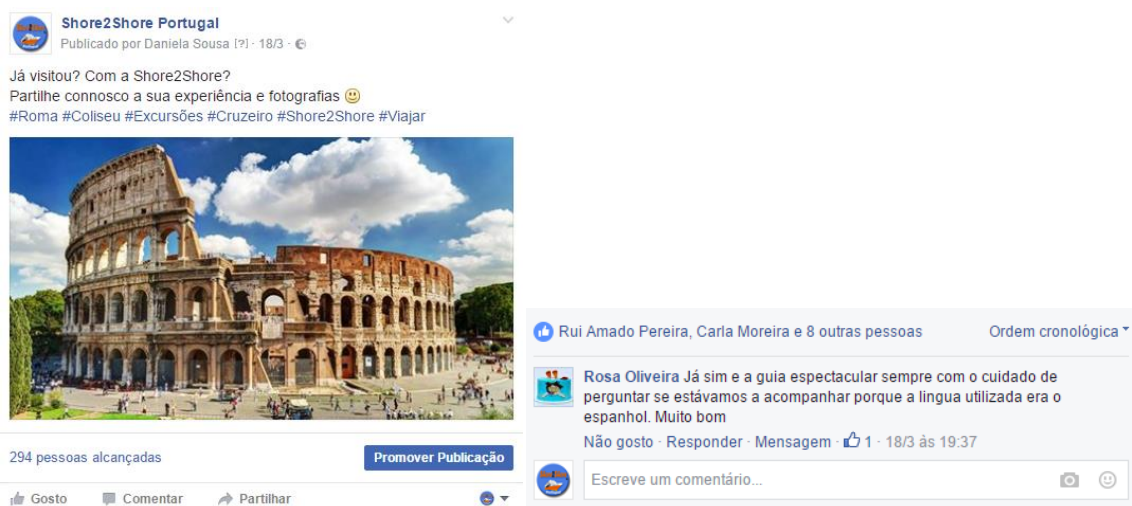 Shore2Shore Portugal
Publicado por Daniela Sousa [?] · 18/3 ·
Já visitou? Com a Shore2Shore?
Partilhe connosco a sua experiência e fotografias
#Roma #Coliseu #Excursões #Cruzeiro #Shore2Shore #Viajar
294 pessoas alcançadas
Promover Publicação
Gosto Comentar Partilhar
Rui Amado Pereira, Carla Moreira e 8 outras pessoas
Ordem cronológica
Rosa Oliveira Já sim e a guia espectacular sempre com o cuidado de
perguntar se estávamos a acompanhar porque a lingua utilizada era o
espanhol. Muito bom
Não gosto · Responder · Mensagem · 1 · 18/3 às 19:37
Escreve um comentário...